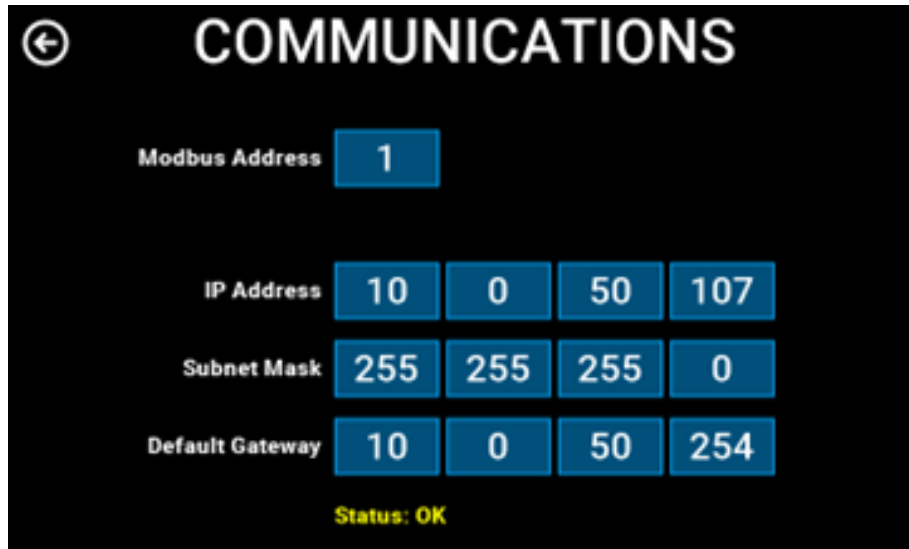 COMMUNICATIONS
Modbus Address 1
IP Address 10 0 50 107
Subnet Mask 255 255 255 0
Default Gateway 10 0 50 254
Status: OK